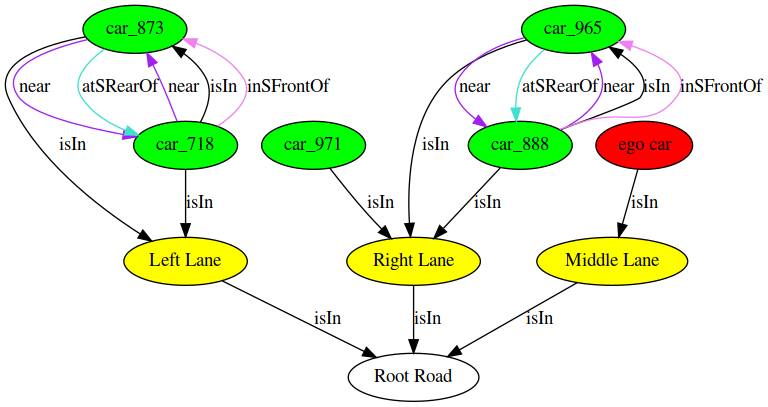 car_873
car_965
near
atSRearOf
near
isIn
inSFrontOf
near
atSRearOf
near
isIn
inSFrontOf
isIn
car_718
car_971
isIn
car_888
ego car
isIn
isIn
isIn
isIn
Left Lane
Right Lane
Middle Lane
isIn
isIn
isIn
Root Road